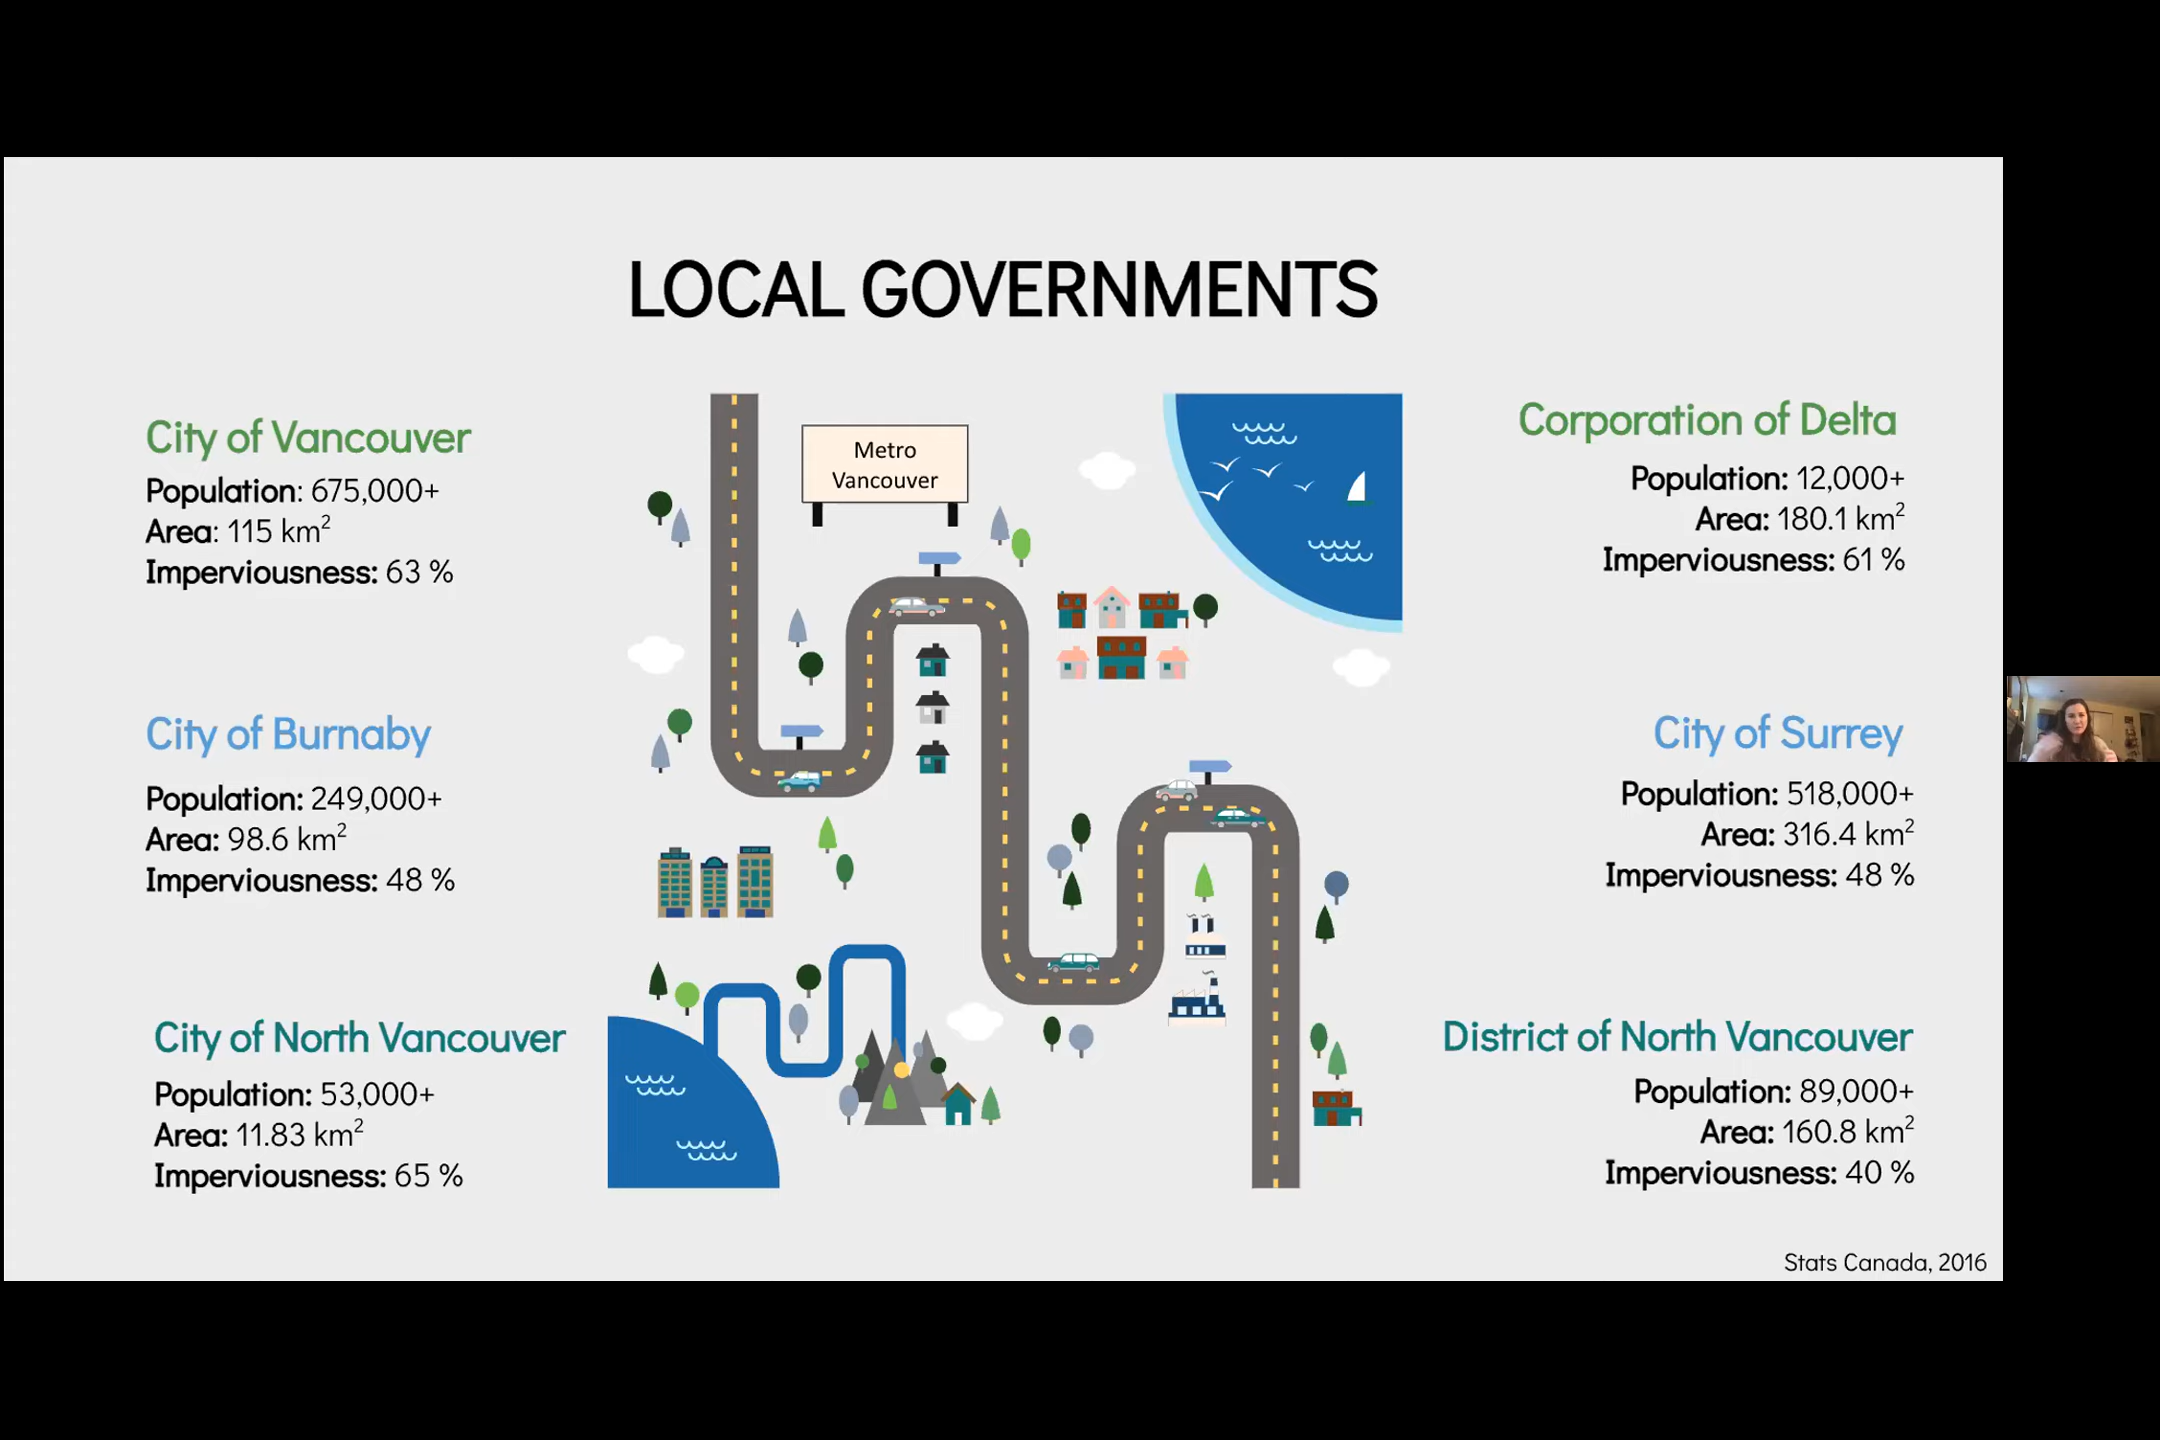 LOCAL GOVERNMENTS
Metro
Vancouver
City of Vancouver
Population: 675,000+
Area: 115 km²
Imperviousness: 63 %
City of Burnaby
Population: 249,000+
Area: 98.6 km²
Imperviousness: 48 %
City of North Vancouver
Population: 53,000+
Area: 11.83 km²
Imperviousness: 65 %
Corporation of Delta
Population: 12,000+
Area: 180.1 km²
Imperviousness: 61 %
City of Surrey
Population: 518,000+
Area: 316.4 km²
Imperviousness: 48 %
District of North Vancouver
Population: 89,000+
Area: 160.8 km²
Imperviousness: 40 %
Stats Canada, 2016